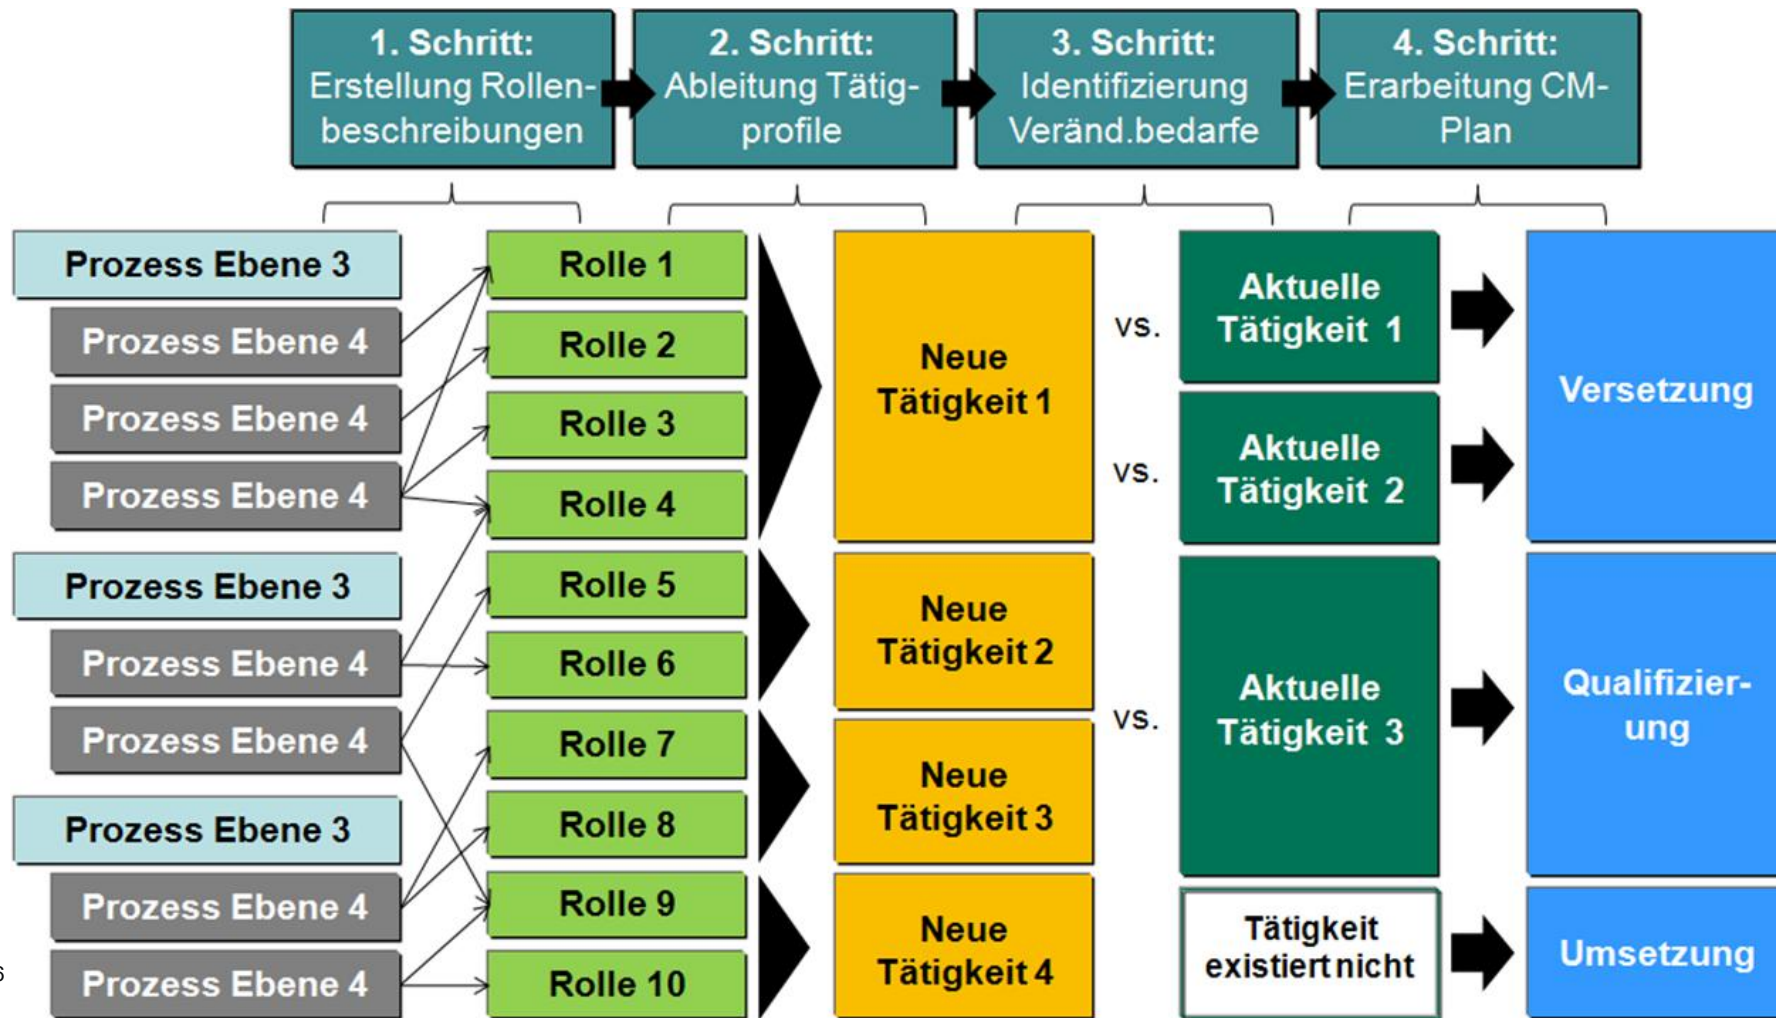 1. Schritt:
Erstellung Rollen-
beschreibungen
2. Schritt:
Ableitung Tätig-
profile
3. Schritt:
Identifizierung
Veränd.bedarfe
4. Schritt:
Erarbeitung CM-
Plan
Prozess Ebene 3
Prozess Ebene 4
Prozess Ebene 4
Prozess Ebene 4
Prozess Ebene 3
Prozess Ebene 4
Prozess Ebene 4
Prozess Ebene 3
Prozess Ebene 4
Prozess Ebene 4
6
Rolle 1
Rolle 2
Rolle 3
Rolle 4
Rolle 5
Rolle 6
Rolle 7
Rolle 8
Rolle 9
Rolle 10
Neue
Tätigkeit 1
Neue
Tätigkeit 2
Neue
Tätigkeit 3
Neue
Tätigkeit 4
vs.
vs.
vs.
Aktuelle
Tätigkeit 1
Aktuelle
Tätigkeit 2
Aktuelle
Tätigkeit 3
Tätigkeit
existiert nicht
Versetzung
Qualifizier-
ung
Umsetzung